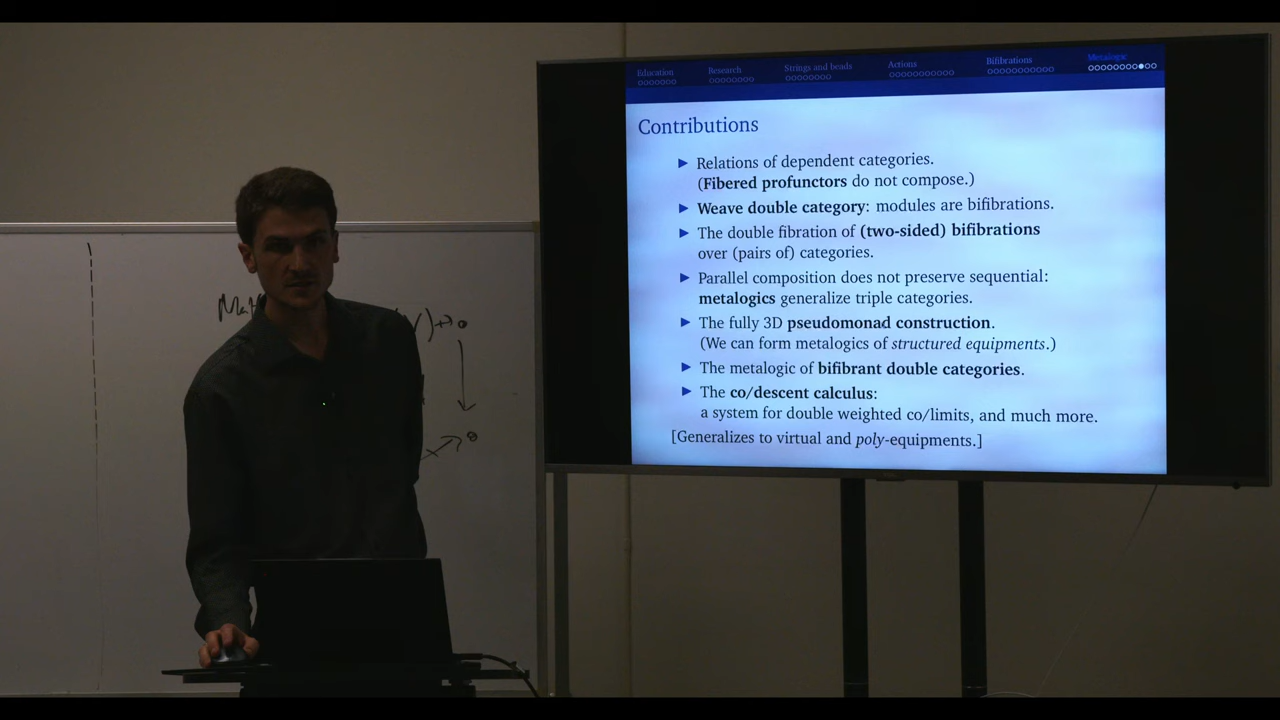 Education
Research
Strings and beads
Actions
Bifibrations
Metalogic
Contributions
▶ Relations of dependent categories.
(Fibered profunctors do not compose.)
▶ Weave double category: modules are bifibrations.
▶ The double fibration of (two-sided) bifibrations
over (pairs of) categories.
▶ Parallel composition does not preserve sequential:
metalogics generalize triple categories.
▶ The fully 3D pseudomonad construction.
(We can form metalogics of structured equipments.)
▶ The metalogic of bifibrant double categories.
▶ The co/descent calculus:
a system for double weighted co/limits, and much more.
[Generalizes to virtual and poly-equipments.]